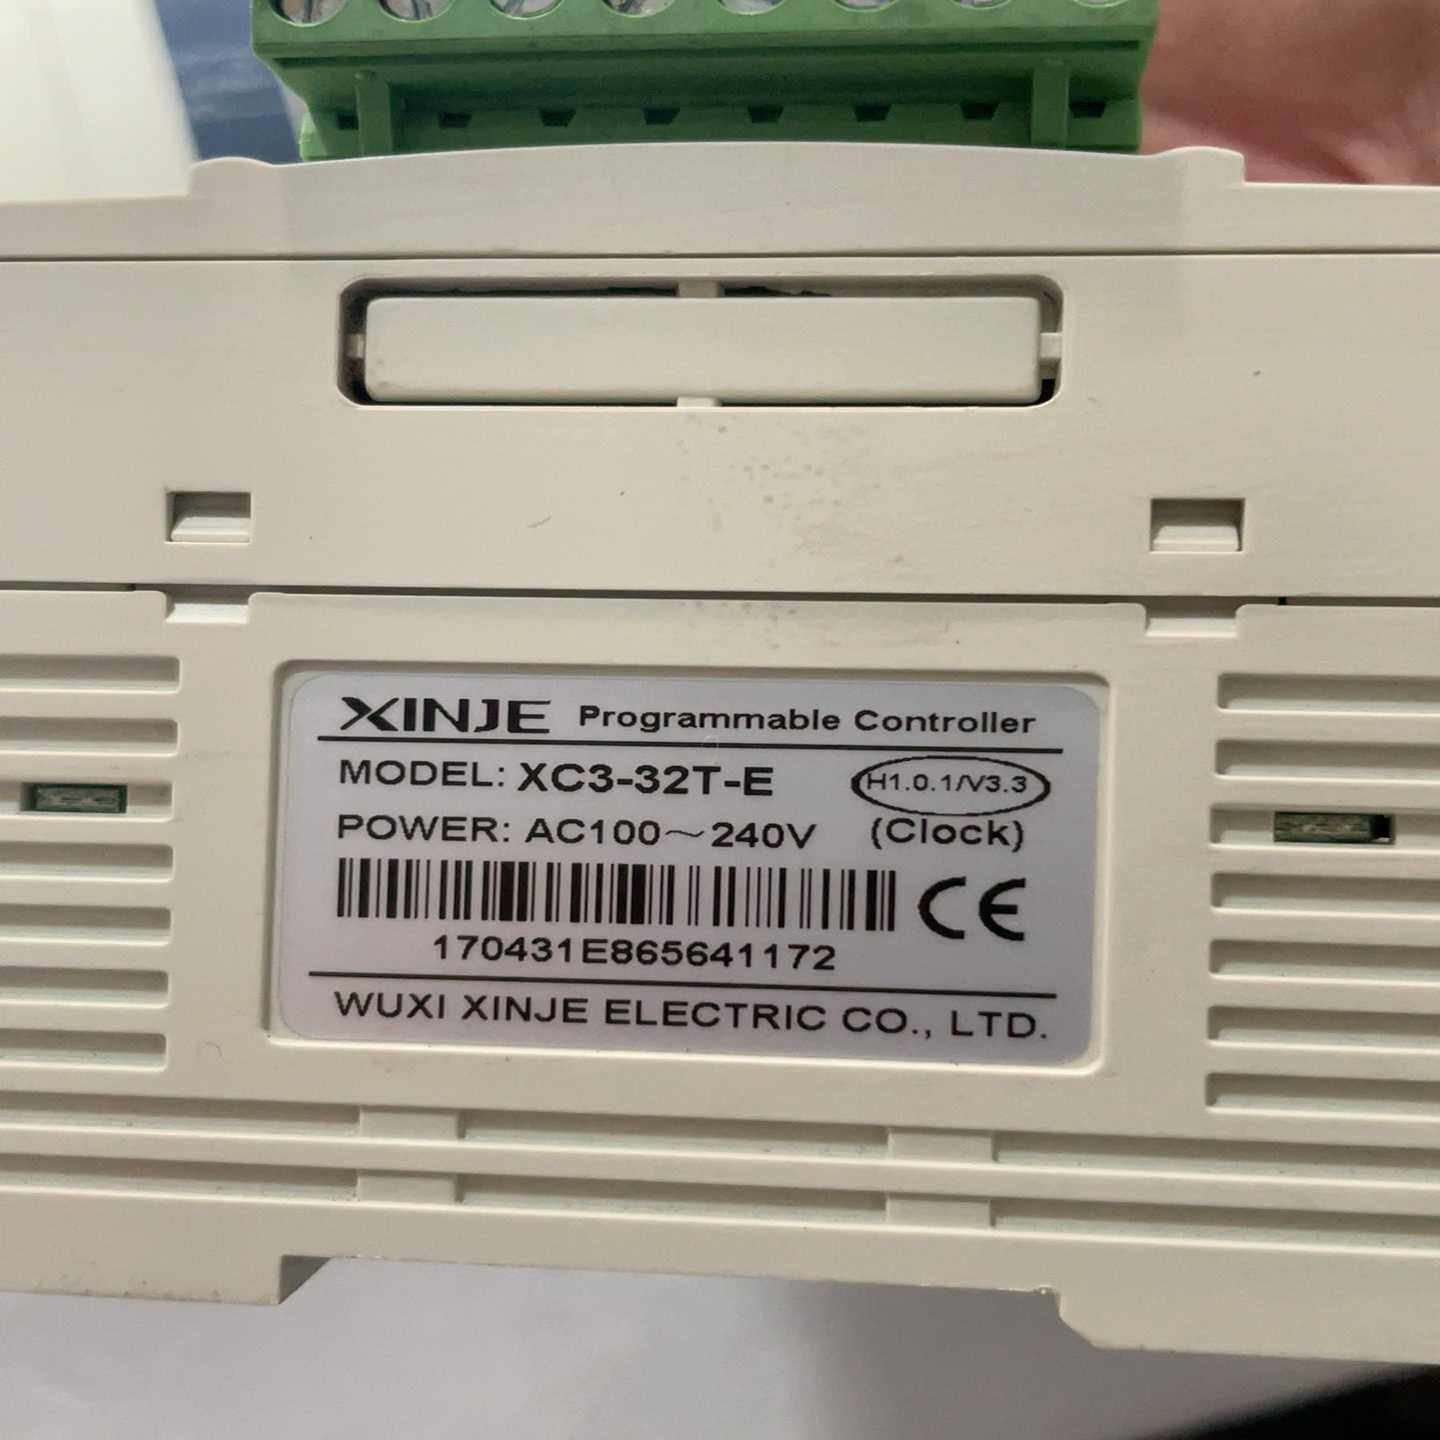 XINJE Programmable Controller
MODEL: XC3-32T-E H1.0.1/V3.3
POWER: AC100～240V (Clock)
CE
170431E865641172
WUXI XINJE ELECTRIC CO., LTD.